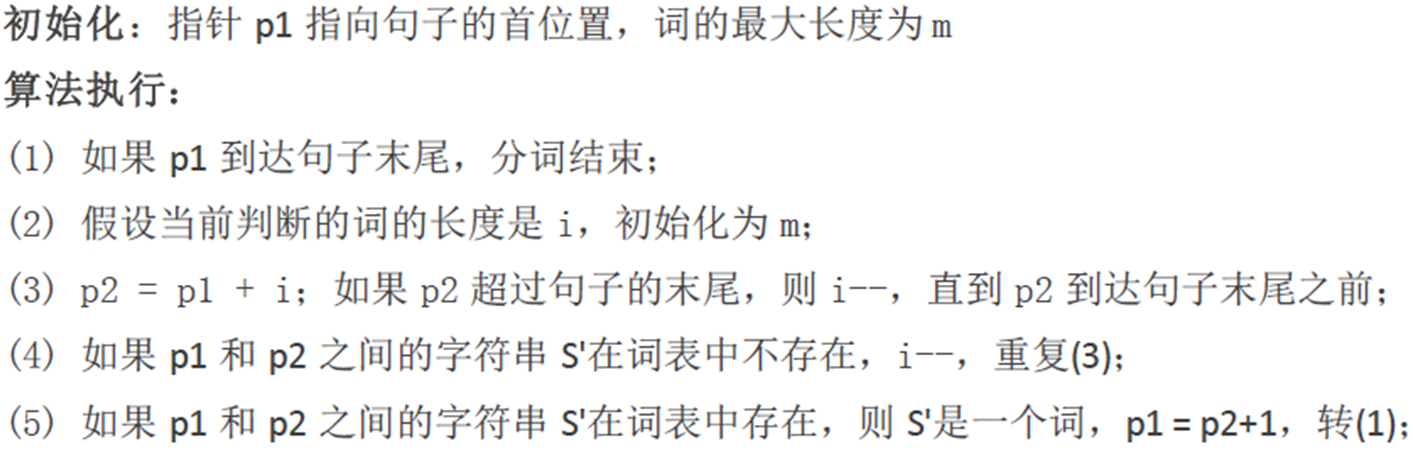 初始化：指针 p1 指向句子的首位置，词的最大长度为 m
算法执行：
(1) 如果 p1 到达句子末尾，分词结束；
(2) 假设当前判断的词的长度是 i，初始化为 m；
(3) p2 = p1 + i；如果 p2 超过句子的末尾，则 i--，直到 p2 到达句子末尾之前；
(4) 如果 p1 和 p2 之间的字符串 S'在词表中不存在，i--，重复(3)；
(5) 如果 p1 和 p2 之间的字符串 S'在词表中存在，则 S'是一个词，p1 = p2+1，转(1)；